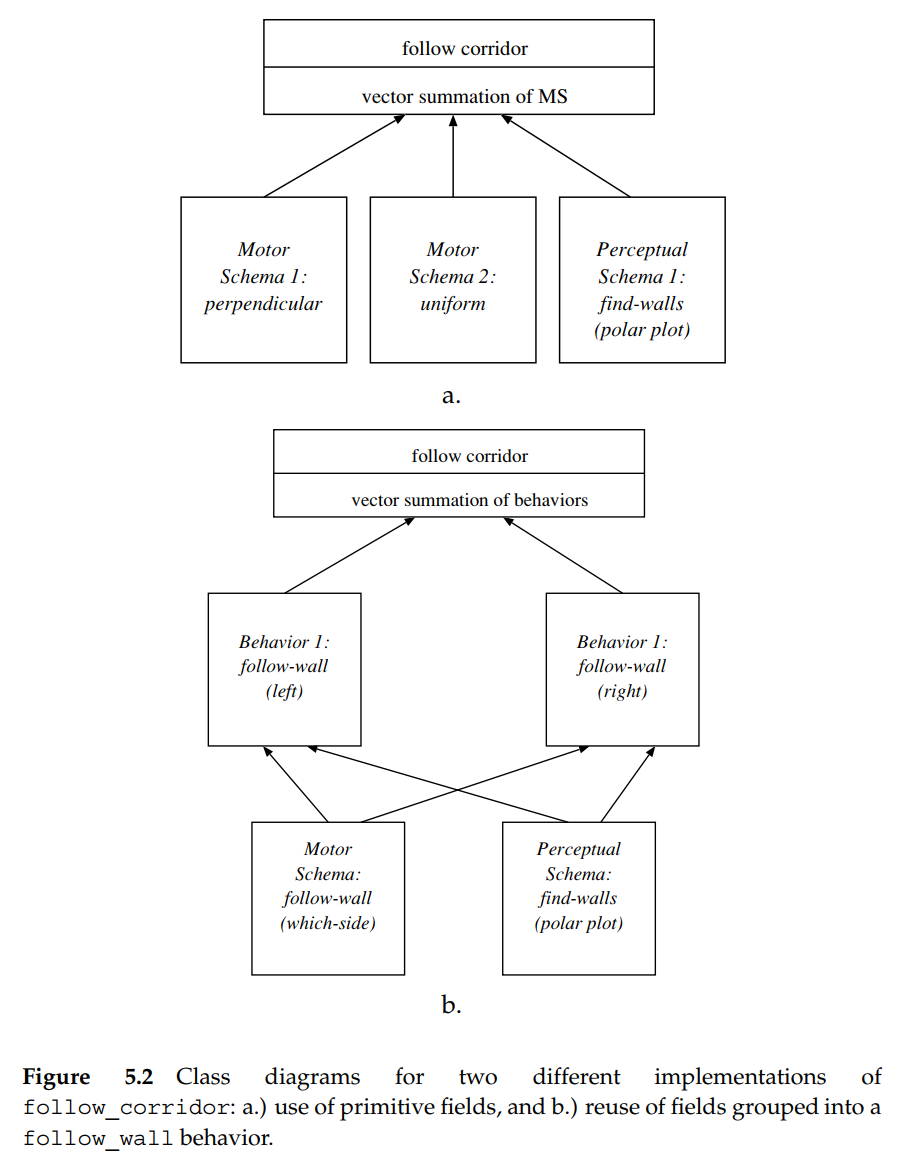 follow corridor
vector summation of MS
Motor
Schema 1:
perpendicular
Motor
Schema 2:
uniform
Perceptual
Schema 1:
find-walls
(polar plot)
a.
follow corridor
vector summation of behaviors
Behavior 1:
follow-wall
(left)
Behavior 1:
follow-wall
(right)
Motor
Schema:
follow-wall
(which-side)
Perceptual
Schema:
find-walls
(polar plot)
b.
Figure 5.2 Class diagrams for two different implementations of
follow_corridor: a.) use of primitive fields, and b.) reuse of fields grouped into a
follow_wall behavior.